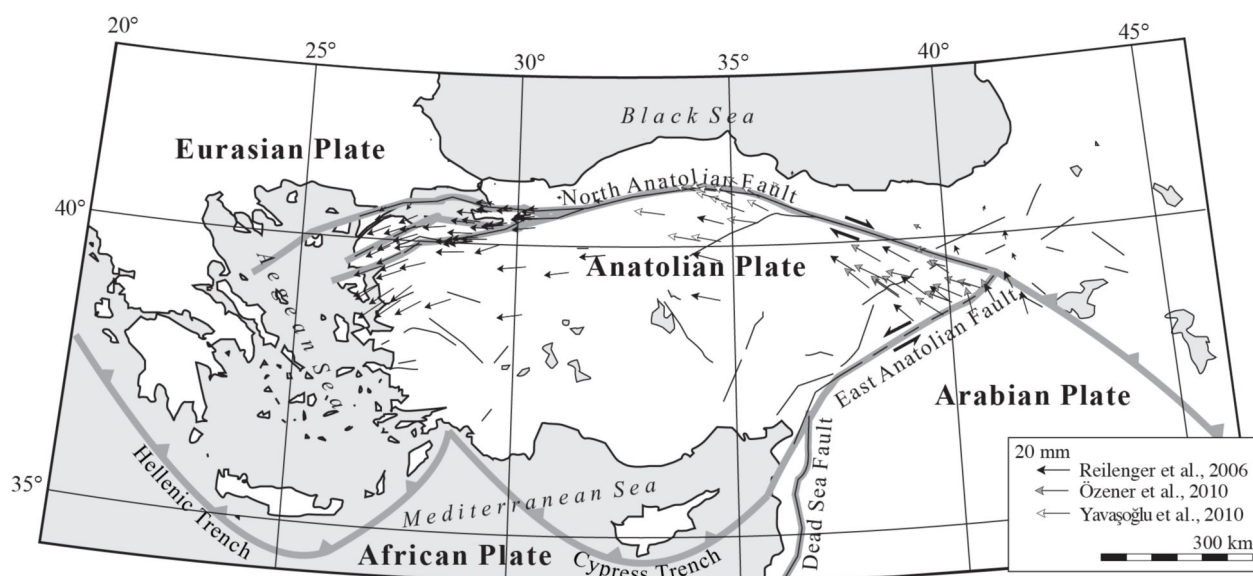 20°
25°
30°
35°
40°
45°
Black Sea
Eurasian Plate
North Anatolian Fault
40°
Anatolian Plate
Aegean Sea
East Anatolian Fault
Arabian Plate
20 mm
Reilenger et al., 2006
Özener et al., 2010
Yavaşoğlu et al., 2010
300 km
35°
Hellenic Trench
Mediterranean Sea
Dead Sea Fault
African Plate
Cypress Trench